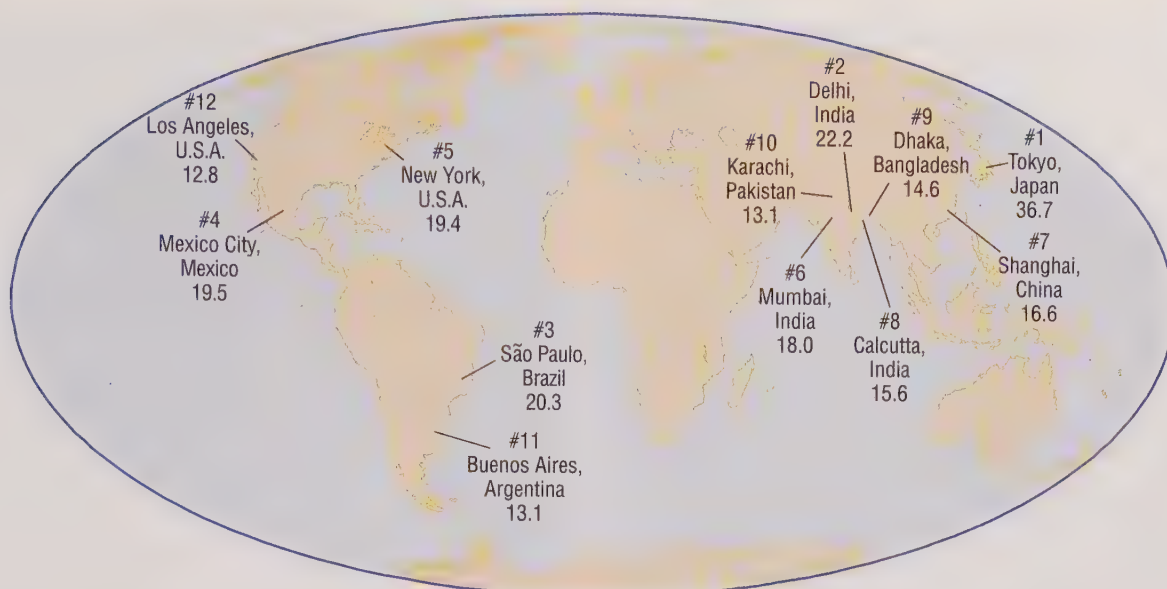 #12
Los Angeles,
U.S.A.
12.8
#5
New York,
U.S.A.
19.4
#4
Mexico City,
Mexico
19.5
#3
São Paulo,
Brazil
20.3
#11
Buenos Aires,
Argentina
13.1
#10
Karachi,
Pakistan
13.1
#2
Delhi,
India
22.2
#9
Dhaka,
Bangladesh
14.6
#1
Tokyo,
Japan
36.7
#7
Shanghai,
China
16.6
#6
Mumbai,
India
18.0
#8
Calcutta,
India
15.6